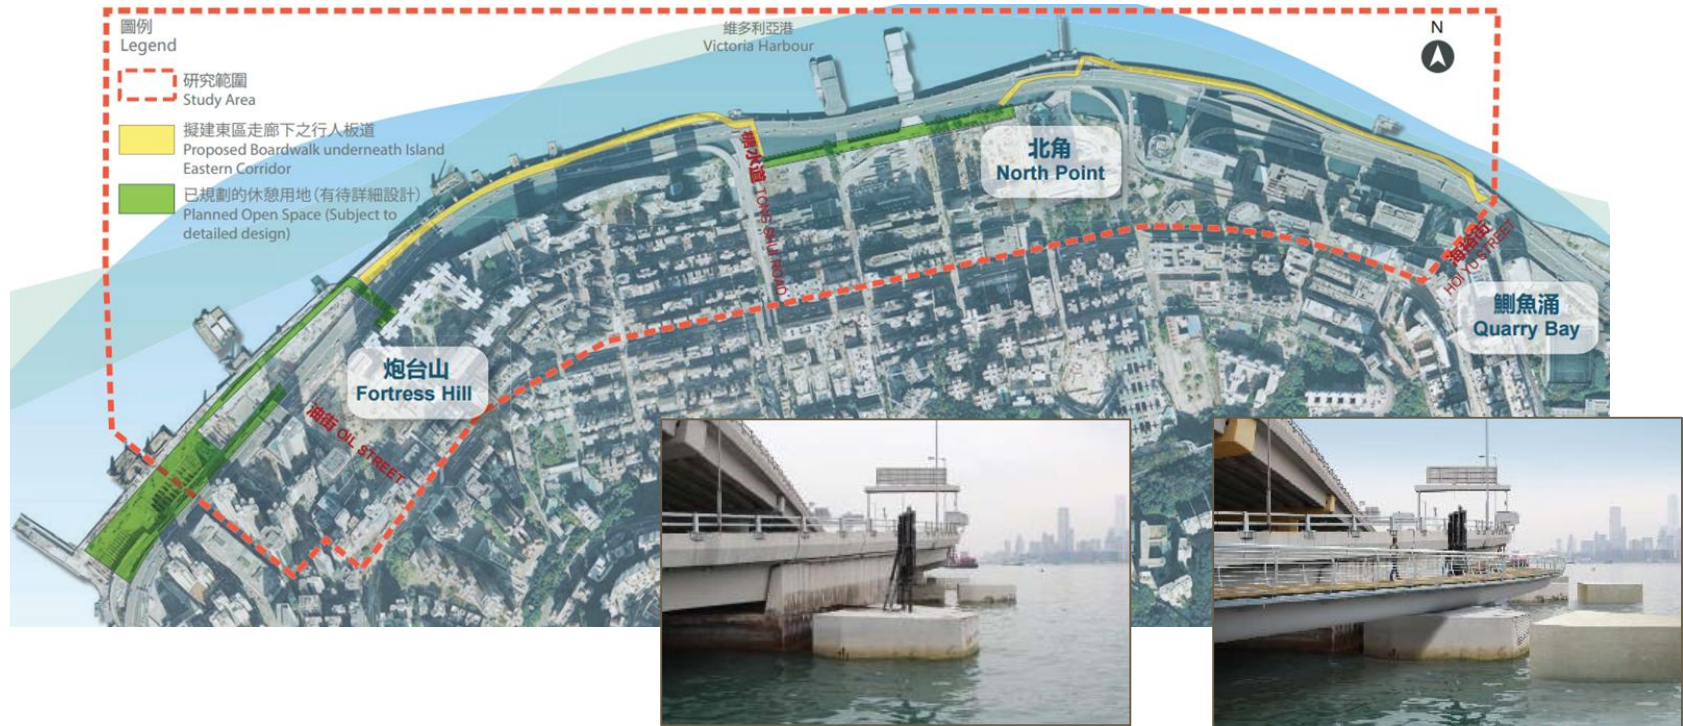 圖例
Legend
研究範圍
Study Area
擬建東區走廊下之行人板道
Proposed Boardwalk underneath Island
Eastern Corridor
已規劃的休憩用地(有待詳細設計)
Planned Open Space (Subject to
detailed design)
維多利亞港
Victoria Harbour
N
糖水道 TONG SHUI ROAD
北角
North Point
海裕街
HOI YU STREET
鰂魚涌
Quarry Bay
炮台山
Fortress Hill
油街 OIL STREET